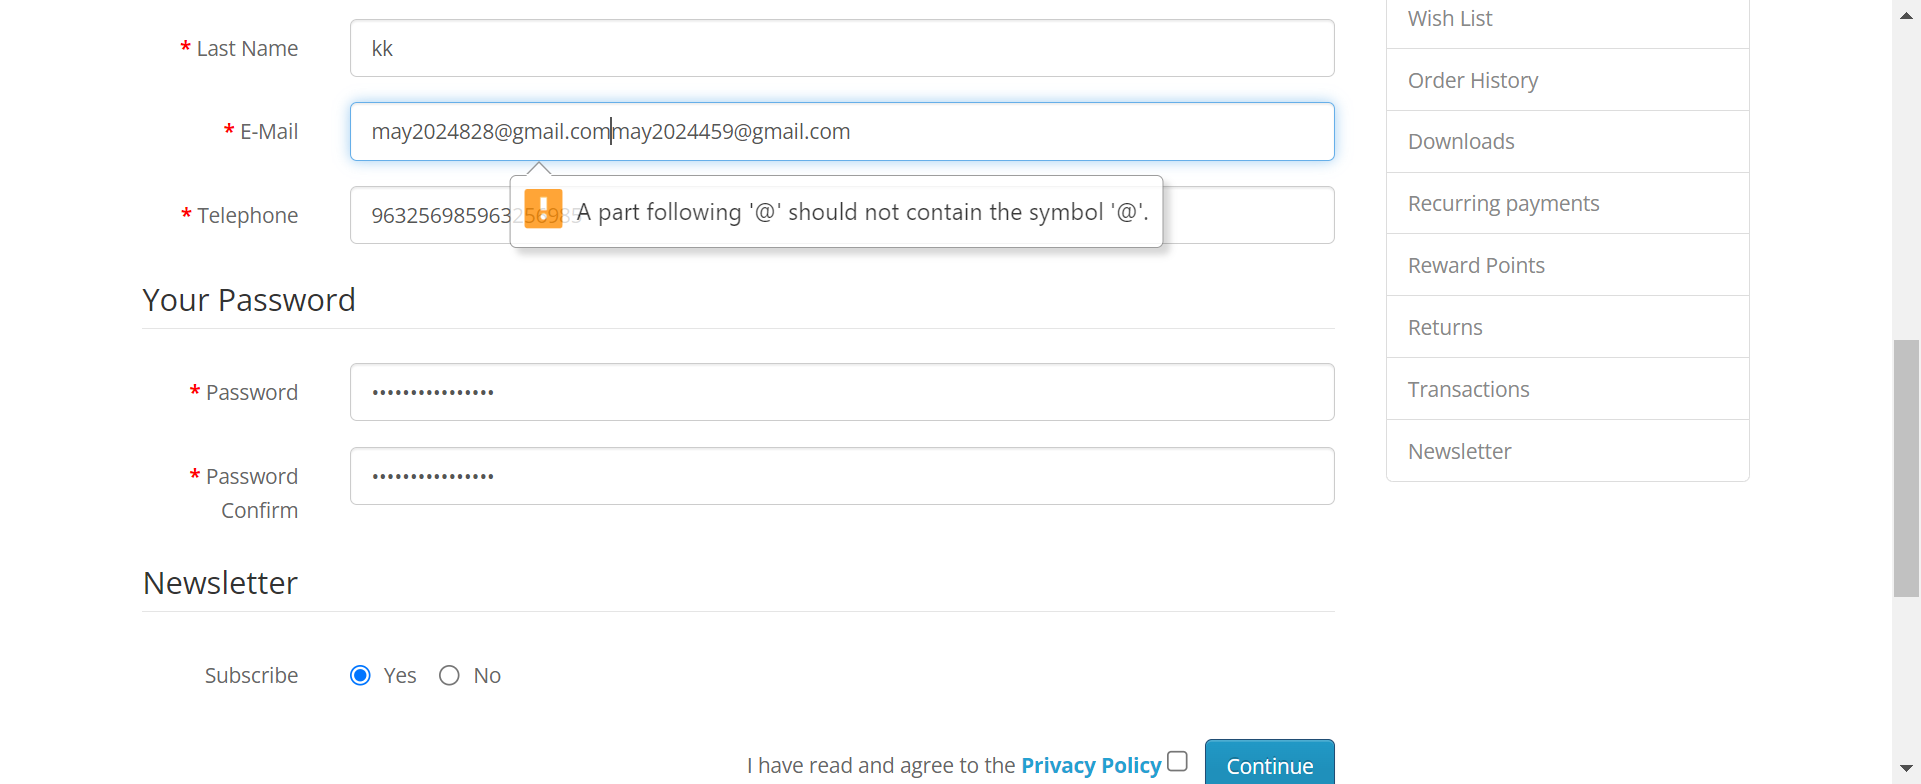 * Last Name
kk
* E-Mail
may2024828@gmail.commay2024459@gmail.com
A part following '@' should not contain the symbol '@'.
* Telephone
963256985963256985
Your Password
* Password
••••••••••••••••
* Password
Confirm
••••••••••••••••
Newsletter
Subscribe
Yes
No
I have read and agree to the Privacy Policy
Continue
Wish List
Order History
Downloads
Recurring payments
Reward Points
Returns
Transactions
Newsletter